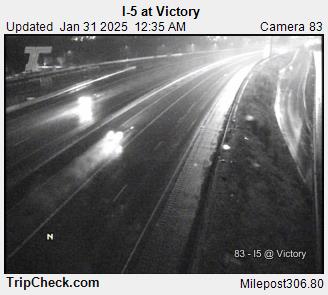 I-5 at Victory
Updated Jan 31 2025 12:35 AM Camera 83
N
83 - I5 @ Victory
TripCheck.com Milepost306.80